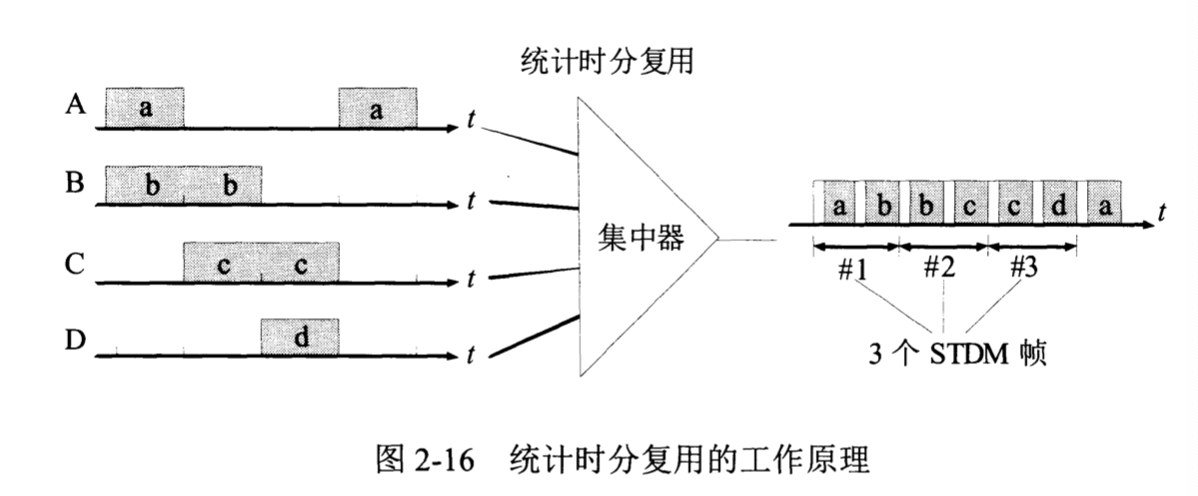 统计时分复用
A a a t
B b b t
C c c t
D d t
集中器
a b b c c d a t
#1 #2 #3
3 个 STDM 帧
图 2-16 统计时分复用的工作原理